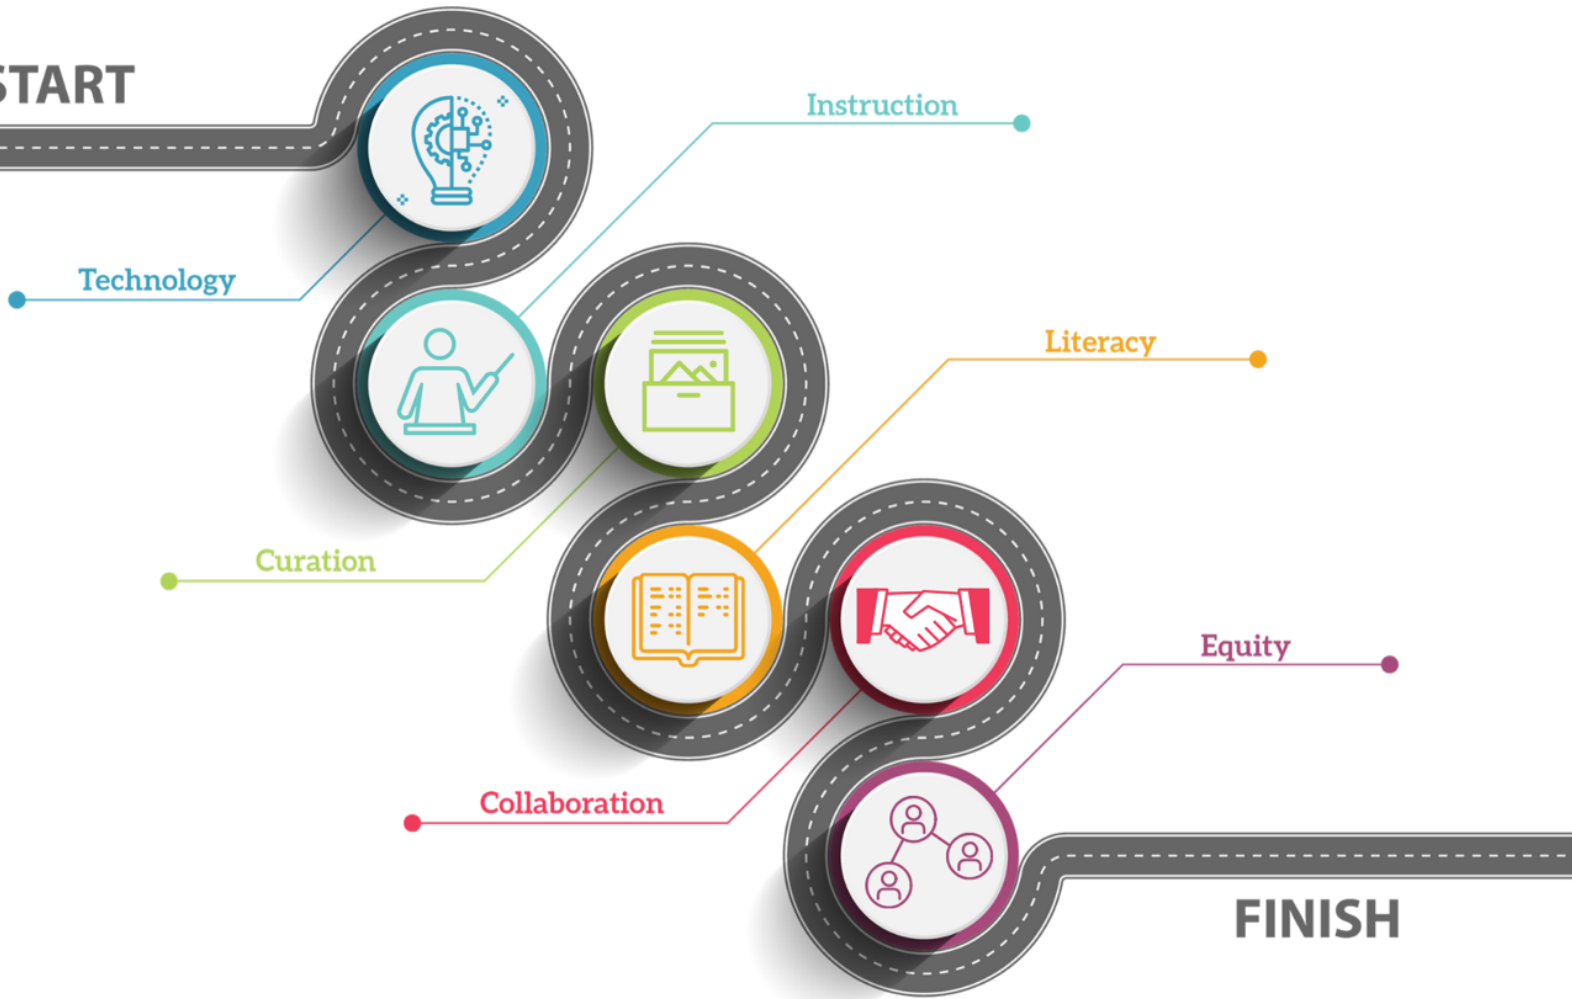 START
Instruction
Technology
Literacy
Curation
Equity
Collaboration
FINISH